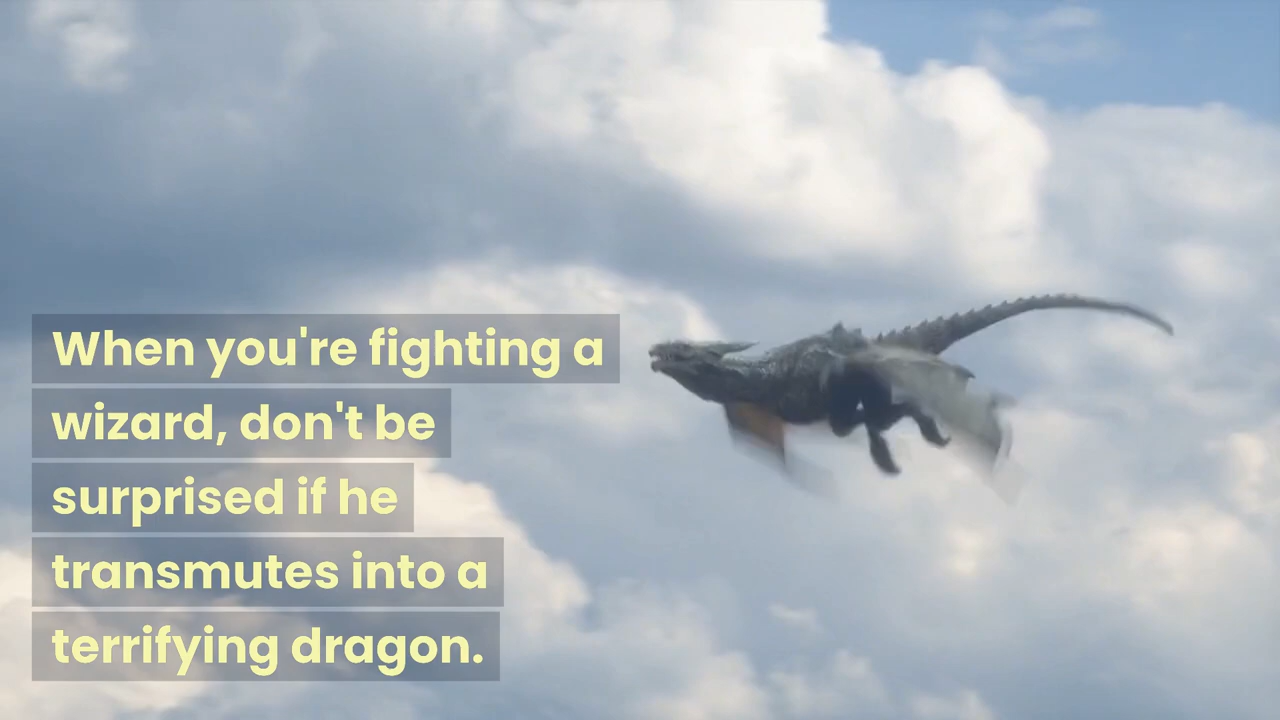 When you're fighting a
wizard, don't be
surprised if he
transmutes into a
terrifying dragon.